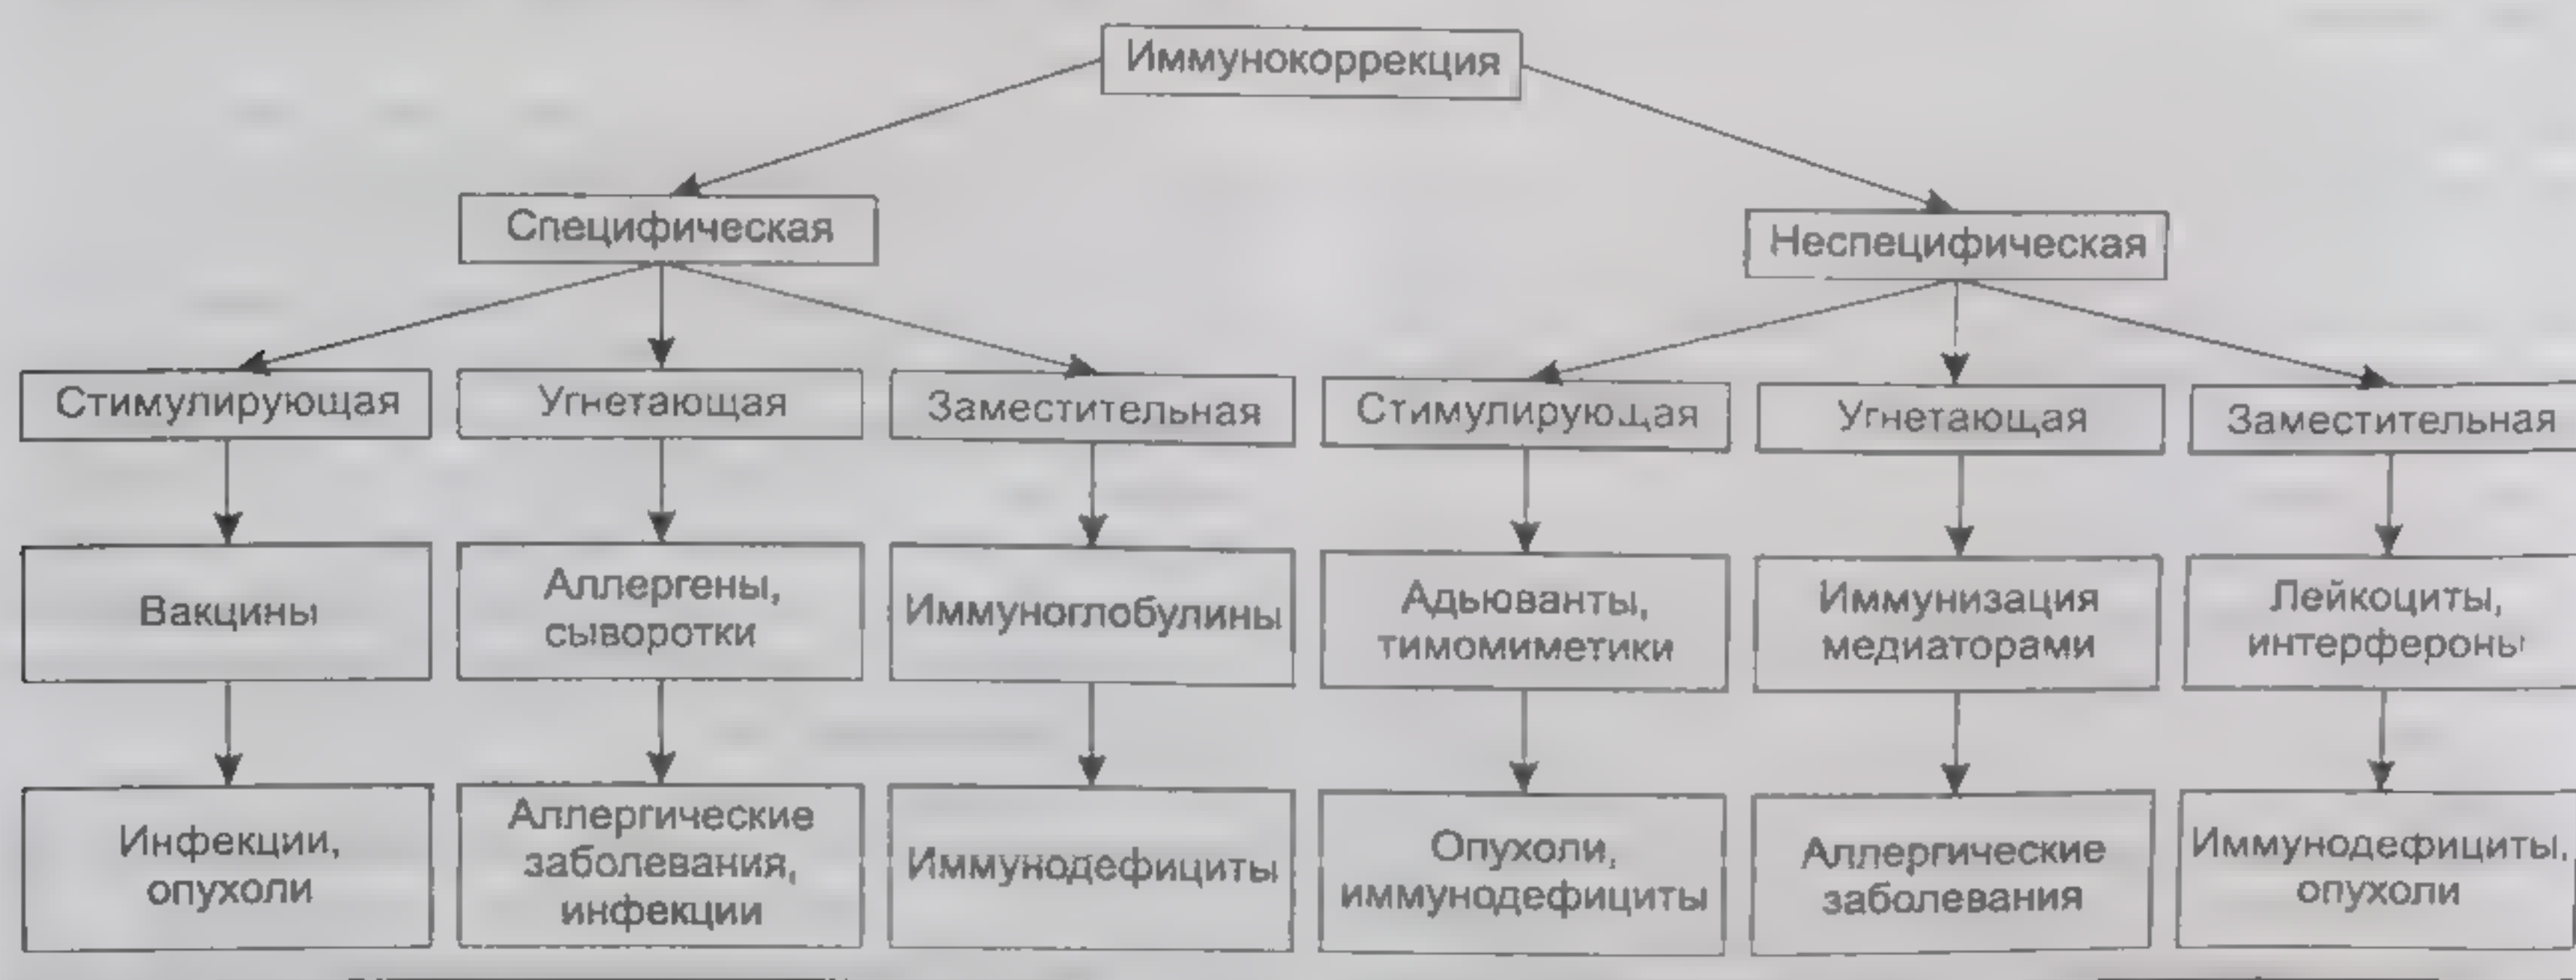 Иммунокоррекция
Специфическая
Неспецифическая
Стимулирующая
Угнетающая
Заместительная
Стимулирующая
Угнетающая
Заместительная
Вакцины
Аллергены,
сыворотки
Иммуноглобулины
Адьюванты,
тимомиметики
Иммунизация
медиаторами
Лейкоциты,
интерфероны
Инфекции,
опухоли
Аллергические
заболевания,
инфекции
Иммунодефициты
Опухоли,
иммунодефициты
Аллергические
заболевания
Иммунодефициты,
опухоли